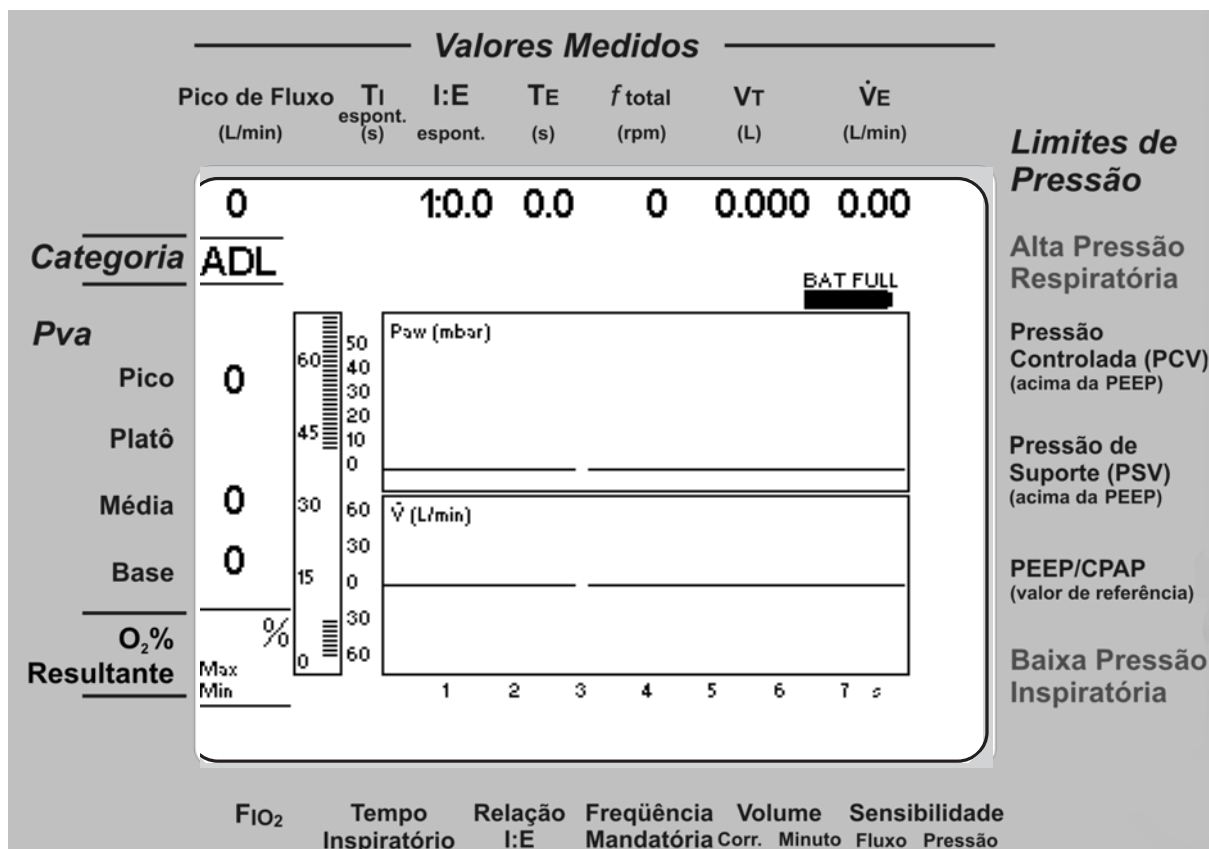 Valores Medidos
Pico de Fluxo TI I:E TE f total VT V̇E
(L/min) espont. (s) espont. (s) (rpm) (L) (L/min)
0 1:0.0 0.0 0 0.000 0.00
Categoria ADL
BAT FULL
Pva
Pico 0
Platô
Média 0
Base 0
O₂% %
Resultante Max
Min
60
45
30
15
0
Paw (mbar)
50
40
30
20
10
0
V̇ (L/min)
60
30
0
30
60
1 2 3 4 5 6 7 s
Limites de
Pressão
Alta Pressão
Respiratória
Pressão
Controlada (PCV)
(acima da PEEP)
Pressão de
Suporte (PSV)
(acima da PEEP)
PEEP/CPAP
(valor de referência)
Baixa Pressão
Inspiratória
FIO₂ Tempo Relação Freqüência Volume Sensibilidade
Inspiratório I:E Mandatória Corr. Minuto Fluxo Pressão